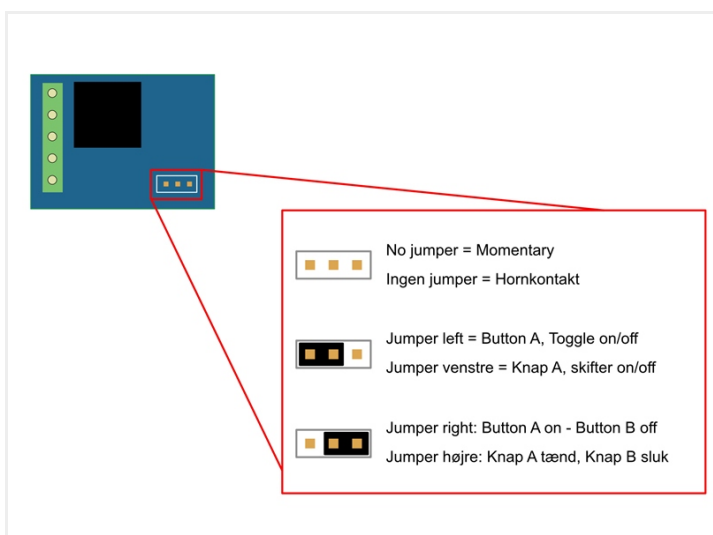 No jumper = Momentary
Ingen jumper = Hornkontakt
Jumper left = Button A, Toggle on/off
Jumper venstre = Knap A, skifter on/off
Jumper right: Button A on - Button B off
Jumper højre: Knap A tænd, Knap B sluk